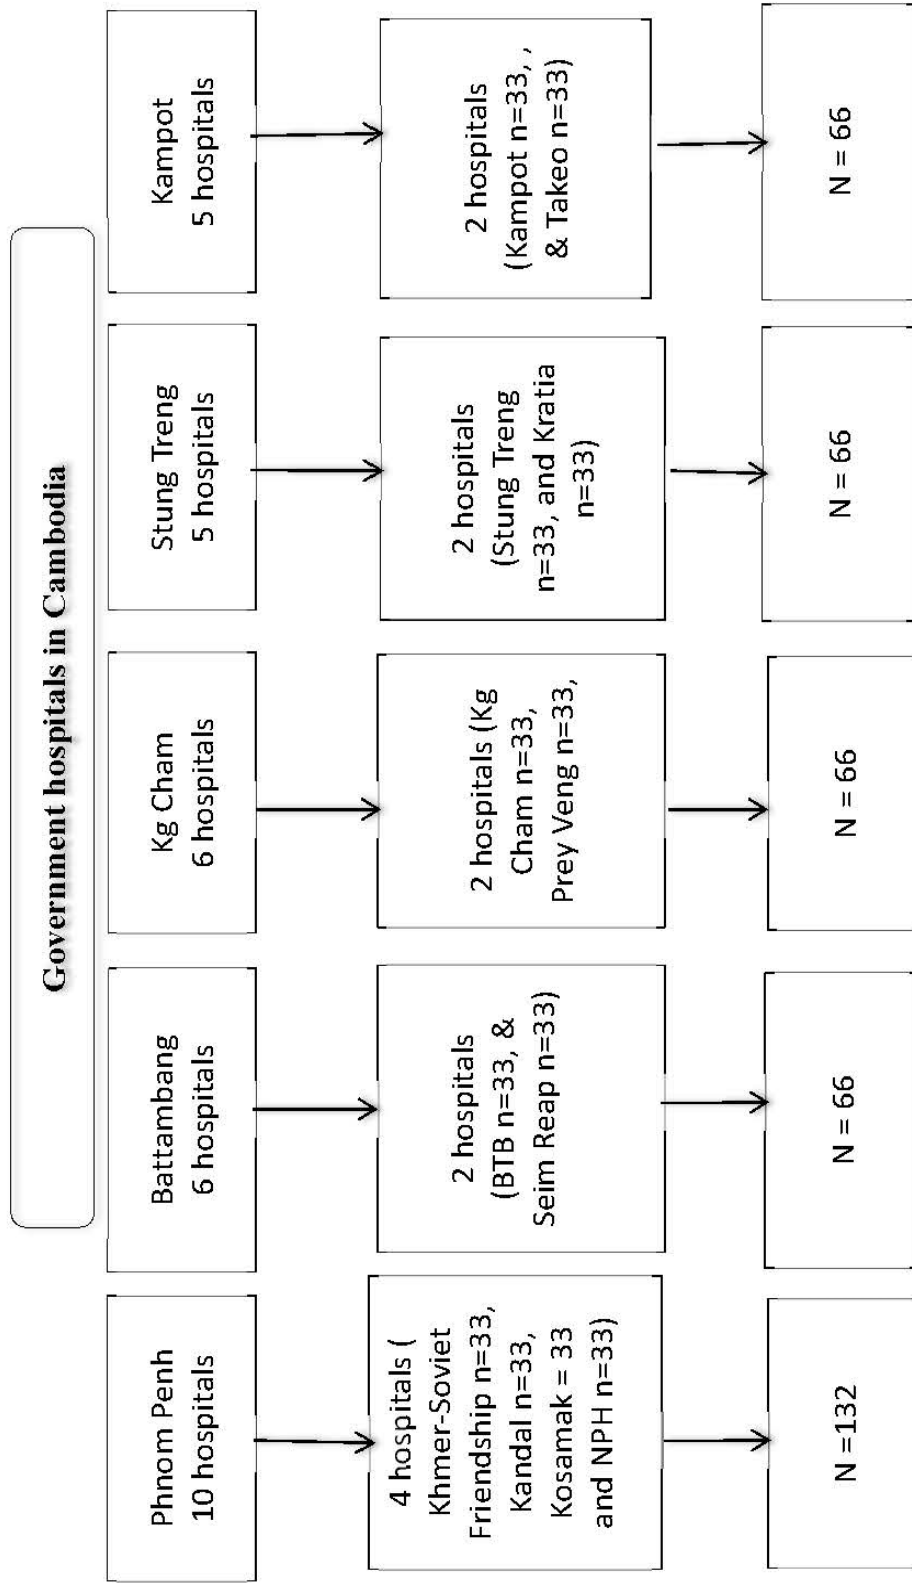 Government hospitals in Cambodia
Phnom Penh
10 hospitals
Battambang
6 hospitals
Kg Cham
6 hospitals
Stung Treng
5 hospitals
Kampot
5 hospitals
4 hospitals (
Khmer-Soviet
Friendship n=33,
Kandal n=33,
Kosamak = 33
and NPH n=33)
2 hospitals
(BTB n=33, &
Seim Reap n=33)
2 hospitals (Kg
Cham n=33,
Prey Veng n=33,
2 hospitals
(Stung Treng
n=33, and Kratia
n=33)
2 hospitals
(Kampot n=33, ,
& Takeo n=33)
N =132
N = 66
N = 66
N = 66
N = 66